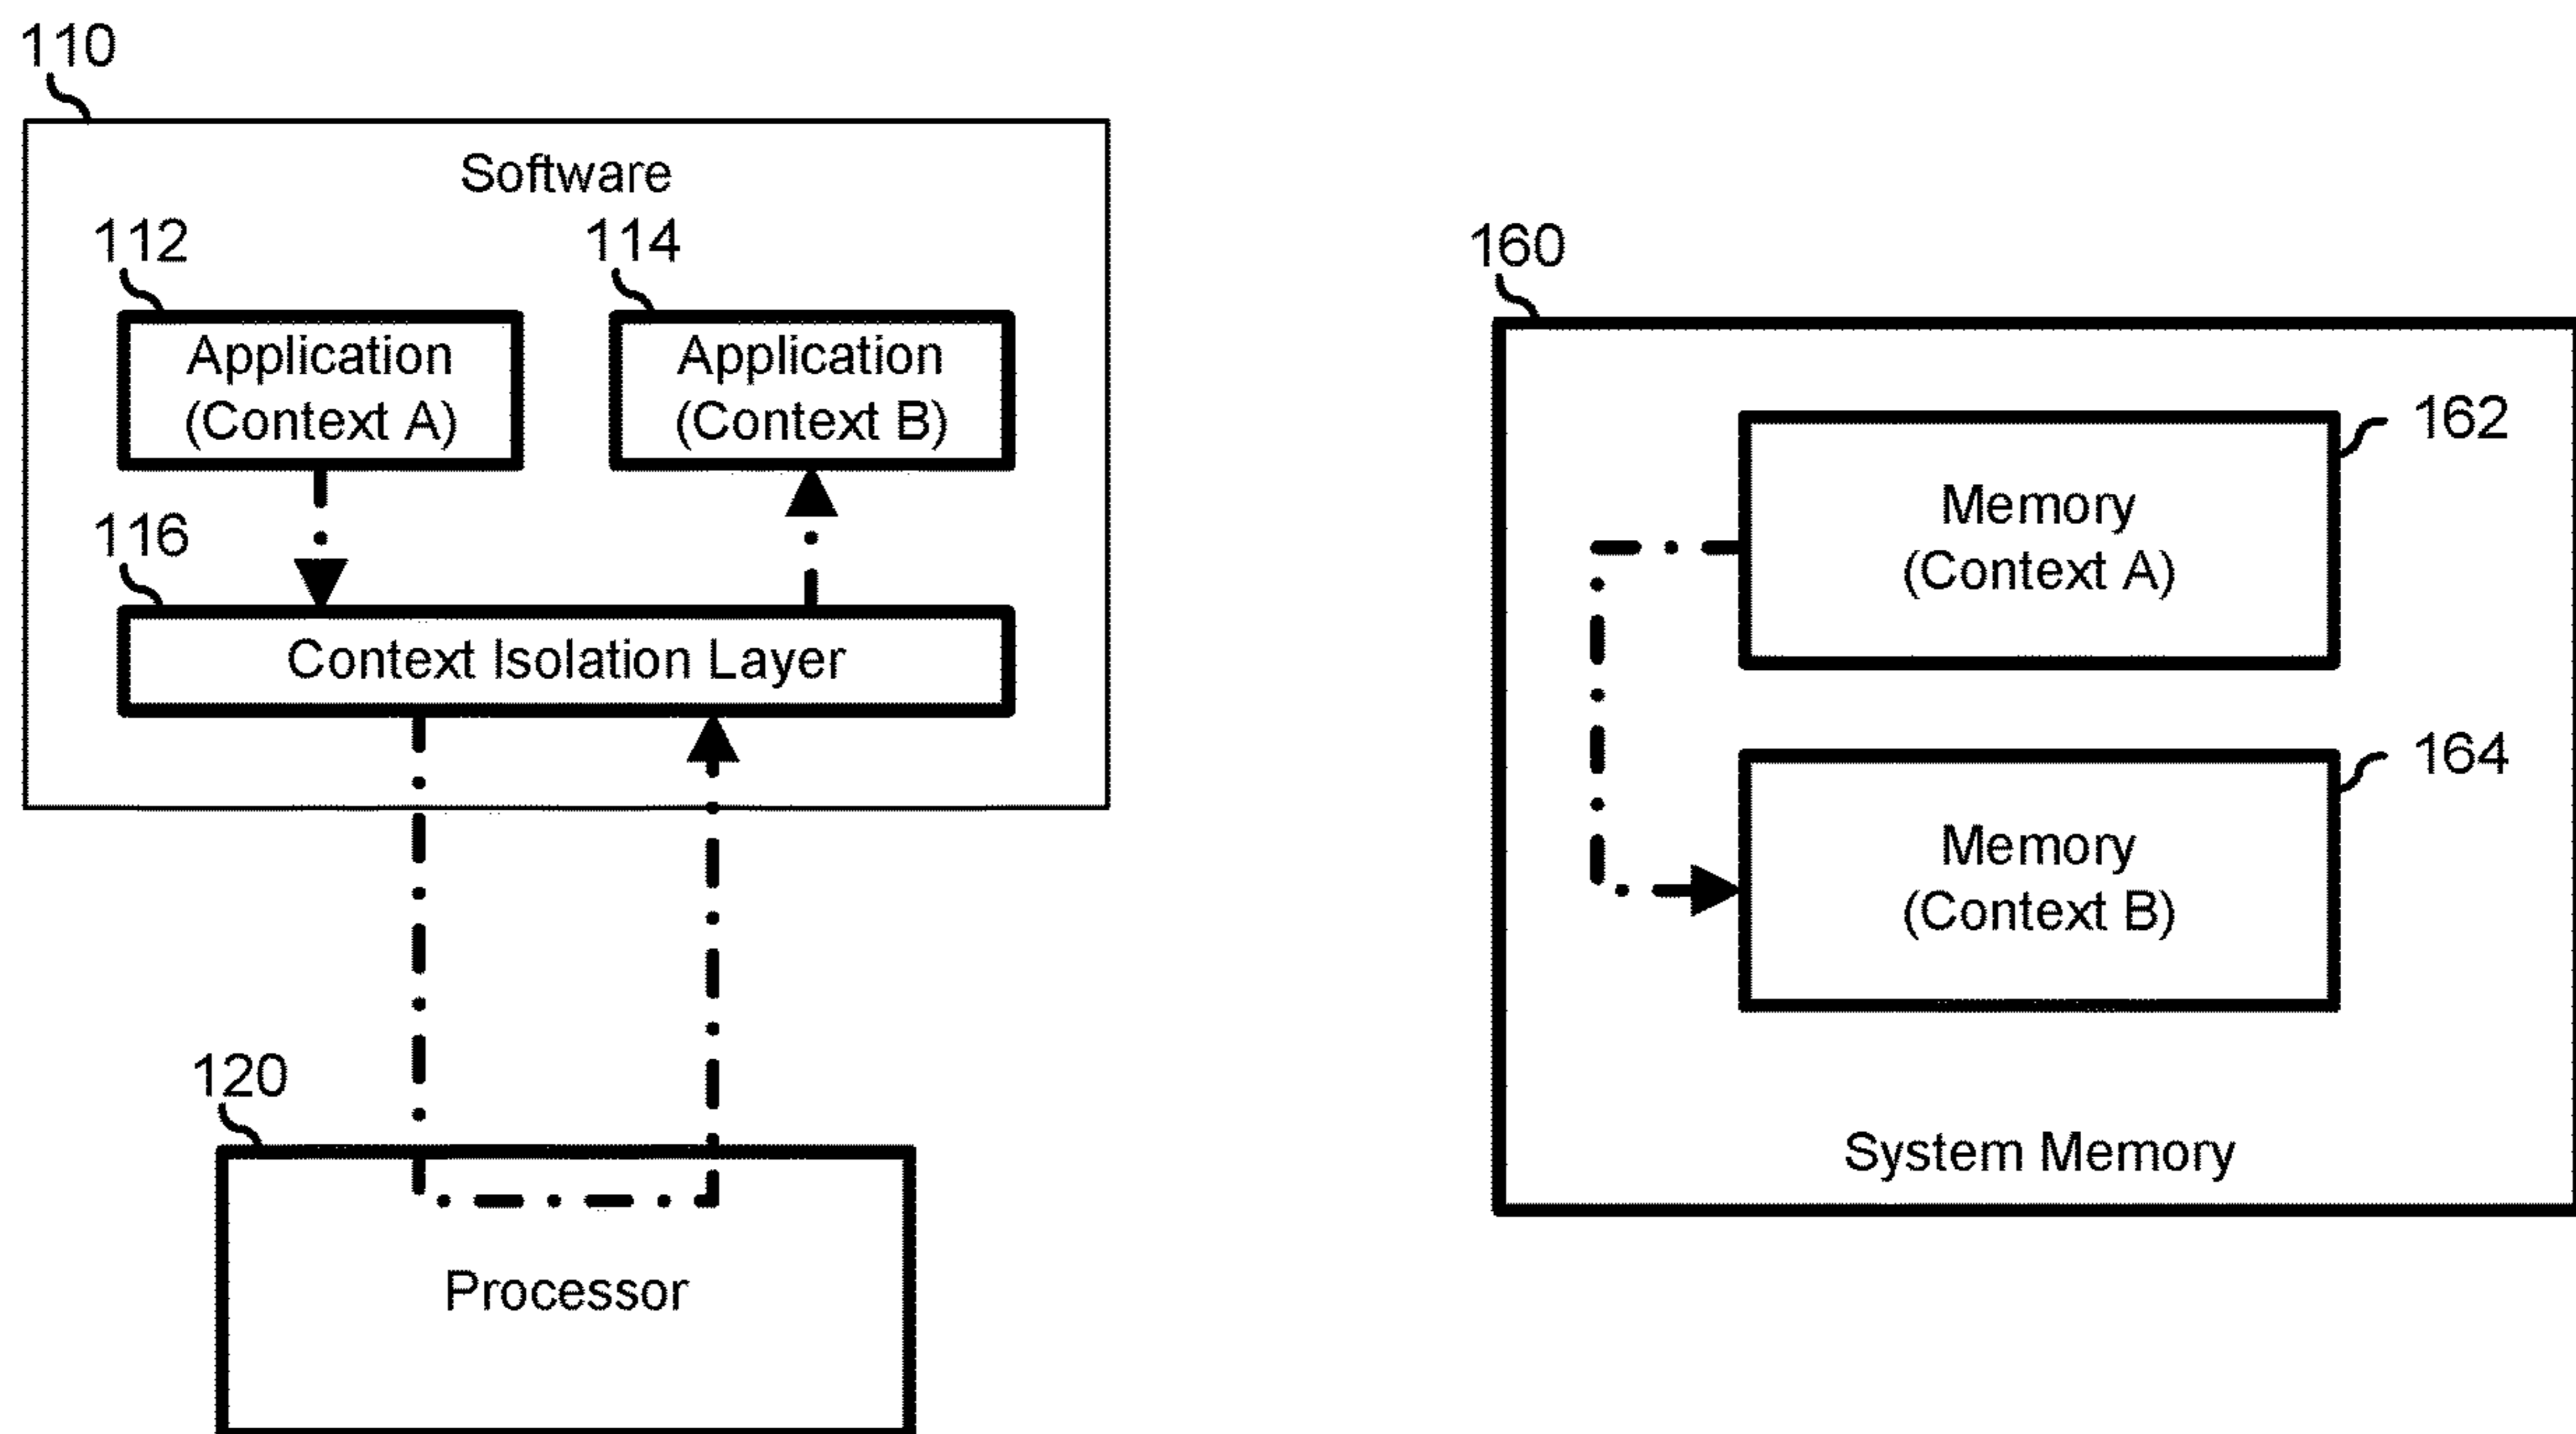 110
Software
112
114
Application
(Context A)
Application
(Context B)
116
Context Isolation Layer
120
Processor
160
162
Memory
(Context A)
164
Memory
(Context B)
System Memory